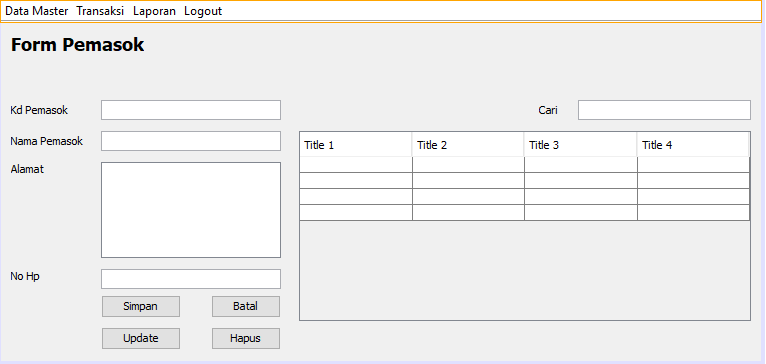 Data Master Transaksi Laporan Logout
Form Pemasok
Kd Pemasok
Cari
Nama Pemasok
Title 1 Title 2 Title 3 Title 4
Alamat
No Hp
Simpan Batal
Update Hapus